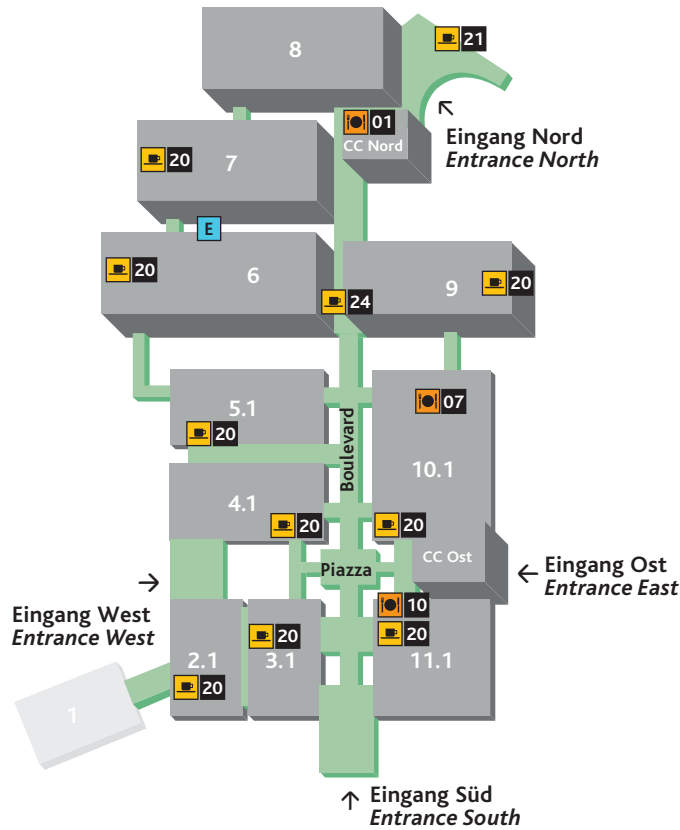 8
21
01
CC Nord
Eingang Nord
Entrance North
20
7
E
20
6
24
9
20
5.1
20
07
Boulevard
10.1
4.1
20
20
CC Ost
Piazza
Eingang Ost
Entrance East
Eingang West
Entrance West
10
20
20
2.1
3.1
11.1
20
1
Eingang Süd
Entrance South